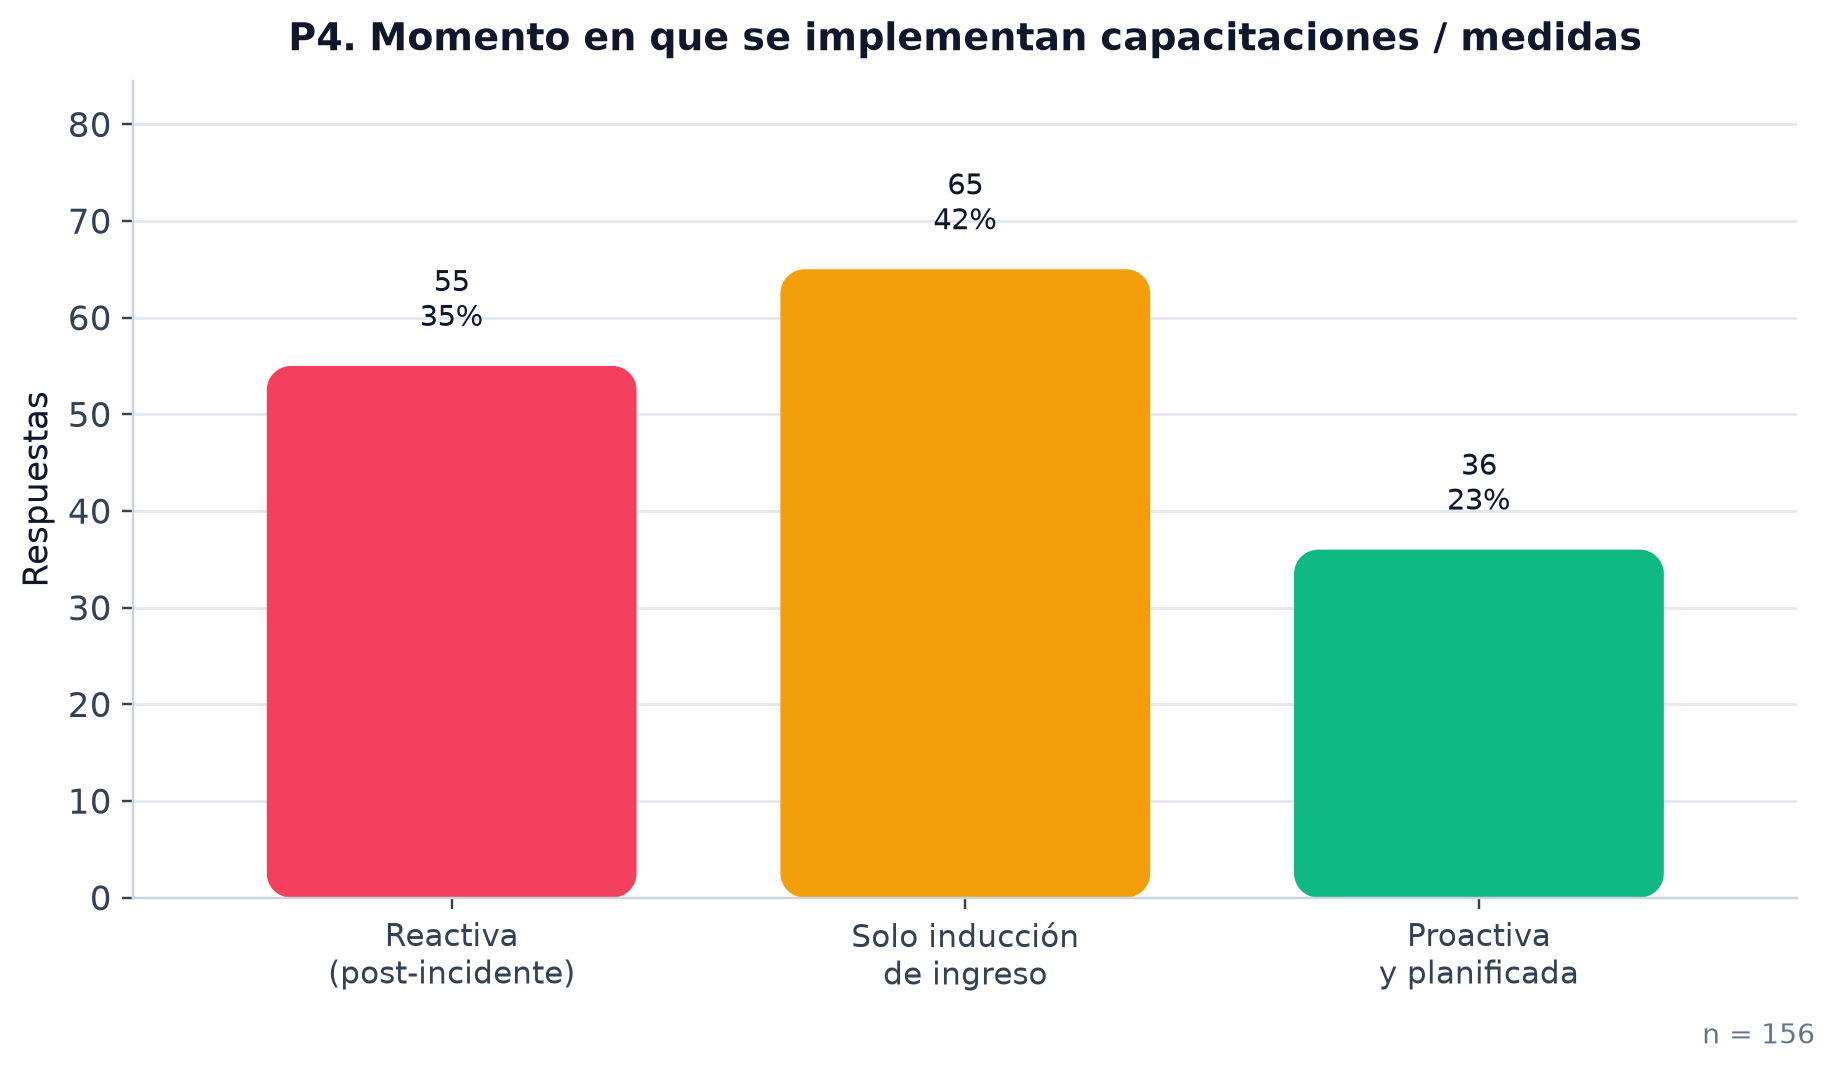 P4. Momento en que se implementan capacitaciones / medidas
Respuestas
80
70
60
50
40
30
20
10
0
55
35%
65
42%
36
23%
Reactiva
(post-incidente)
Solo inducción
de ingreso
Proactiva
y planificada
n = 156